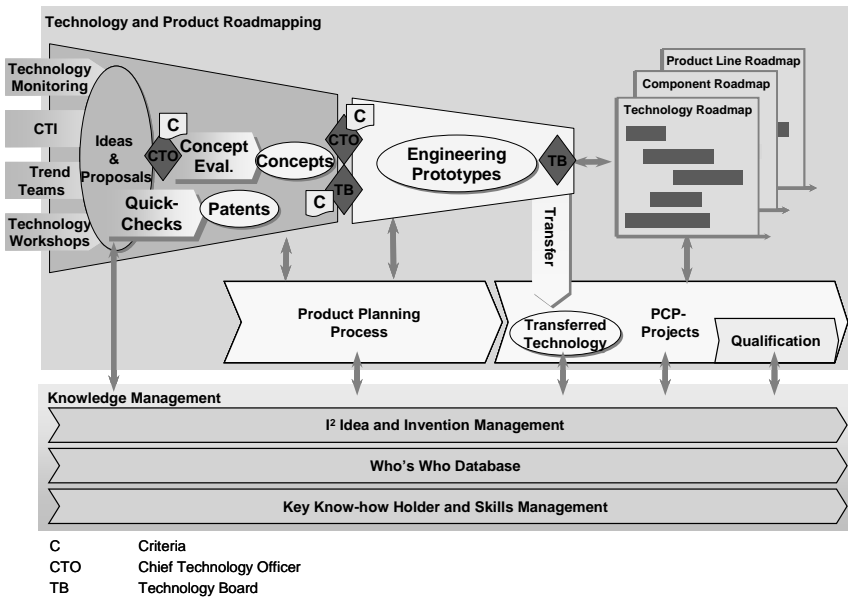 Technology and Product Roadmapping
Technology
Monitoring
CTI
Trend
Teams
Technology
Workshops
Ideas
&
Proposals
C
CTO
Concept
Eval.
Concepts
Quick-
Checks
Patents
C
CTO
C
TB
Engineering
Prototypes
TB
Transfer
Product Line Roadmap
Component Roadmap
Technology Roadmap
Product Planning
Process
Transferred
Technology
PCP-
Projects
Qualification
Knowledge Management
I² Idea and Invention Management
Who's Who Database
Key Know-how Holder and Skills Management
C Criteria
CTO Chief Technology Officer
TB Technology Board